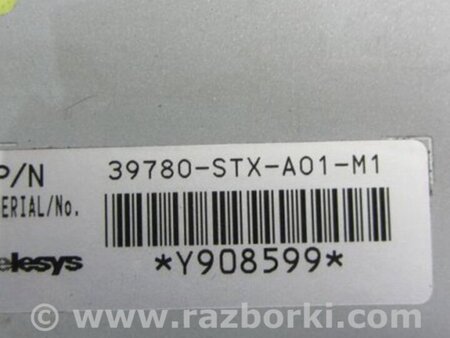 P/N 39780-STX-A01-M1
ERIAL/No.
elesys *Y908599*
© www.razborki.com